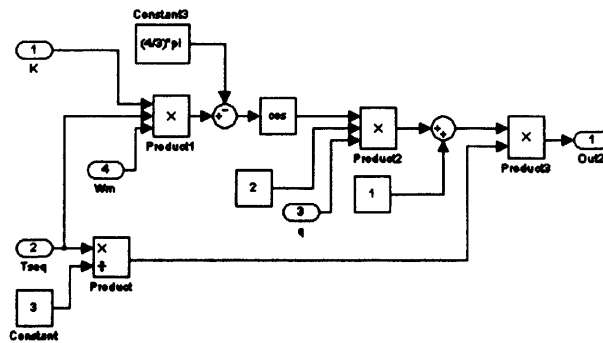 Constant3
(4/3)*pi
1
K
×
Product1
+
−
cos
×
Product2
+
+
×
Product3
1
Out2
4
Wm
2
1
3
q
2
Tseq
×
÷
Product
3
Constant